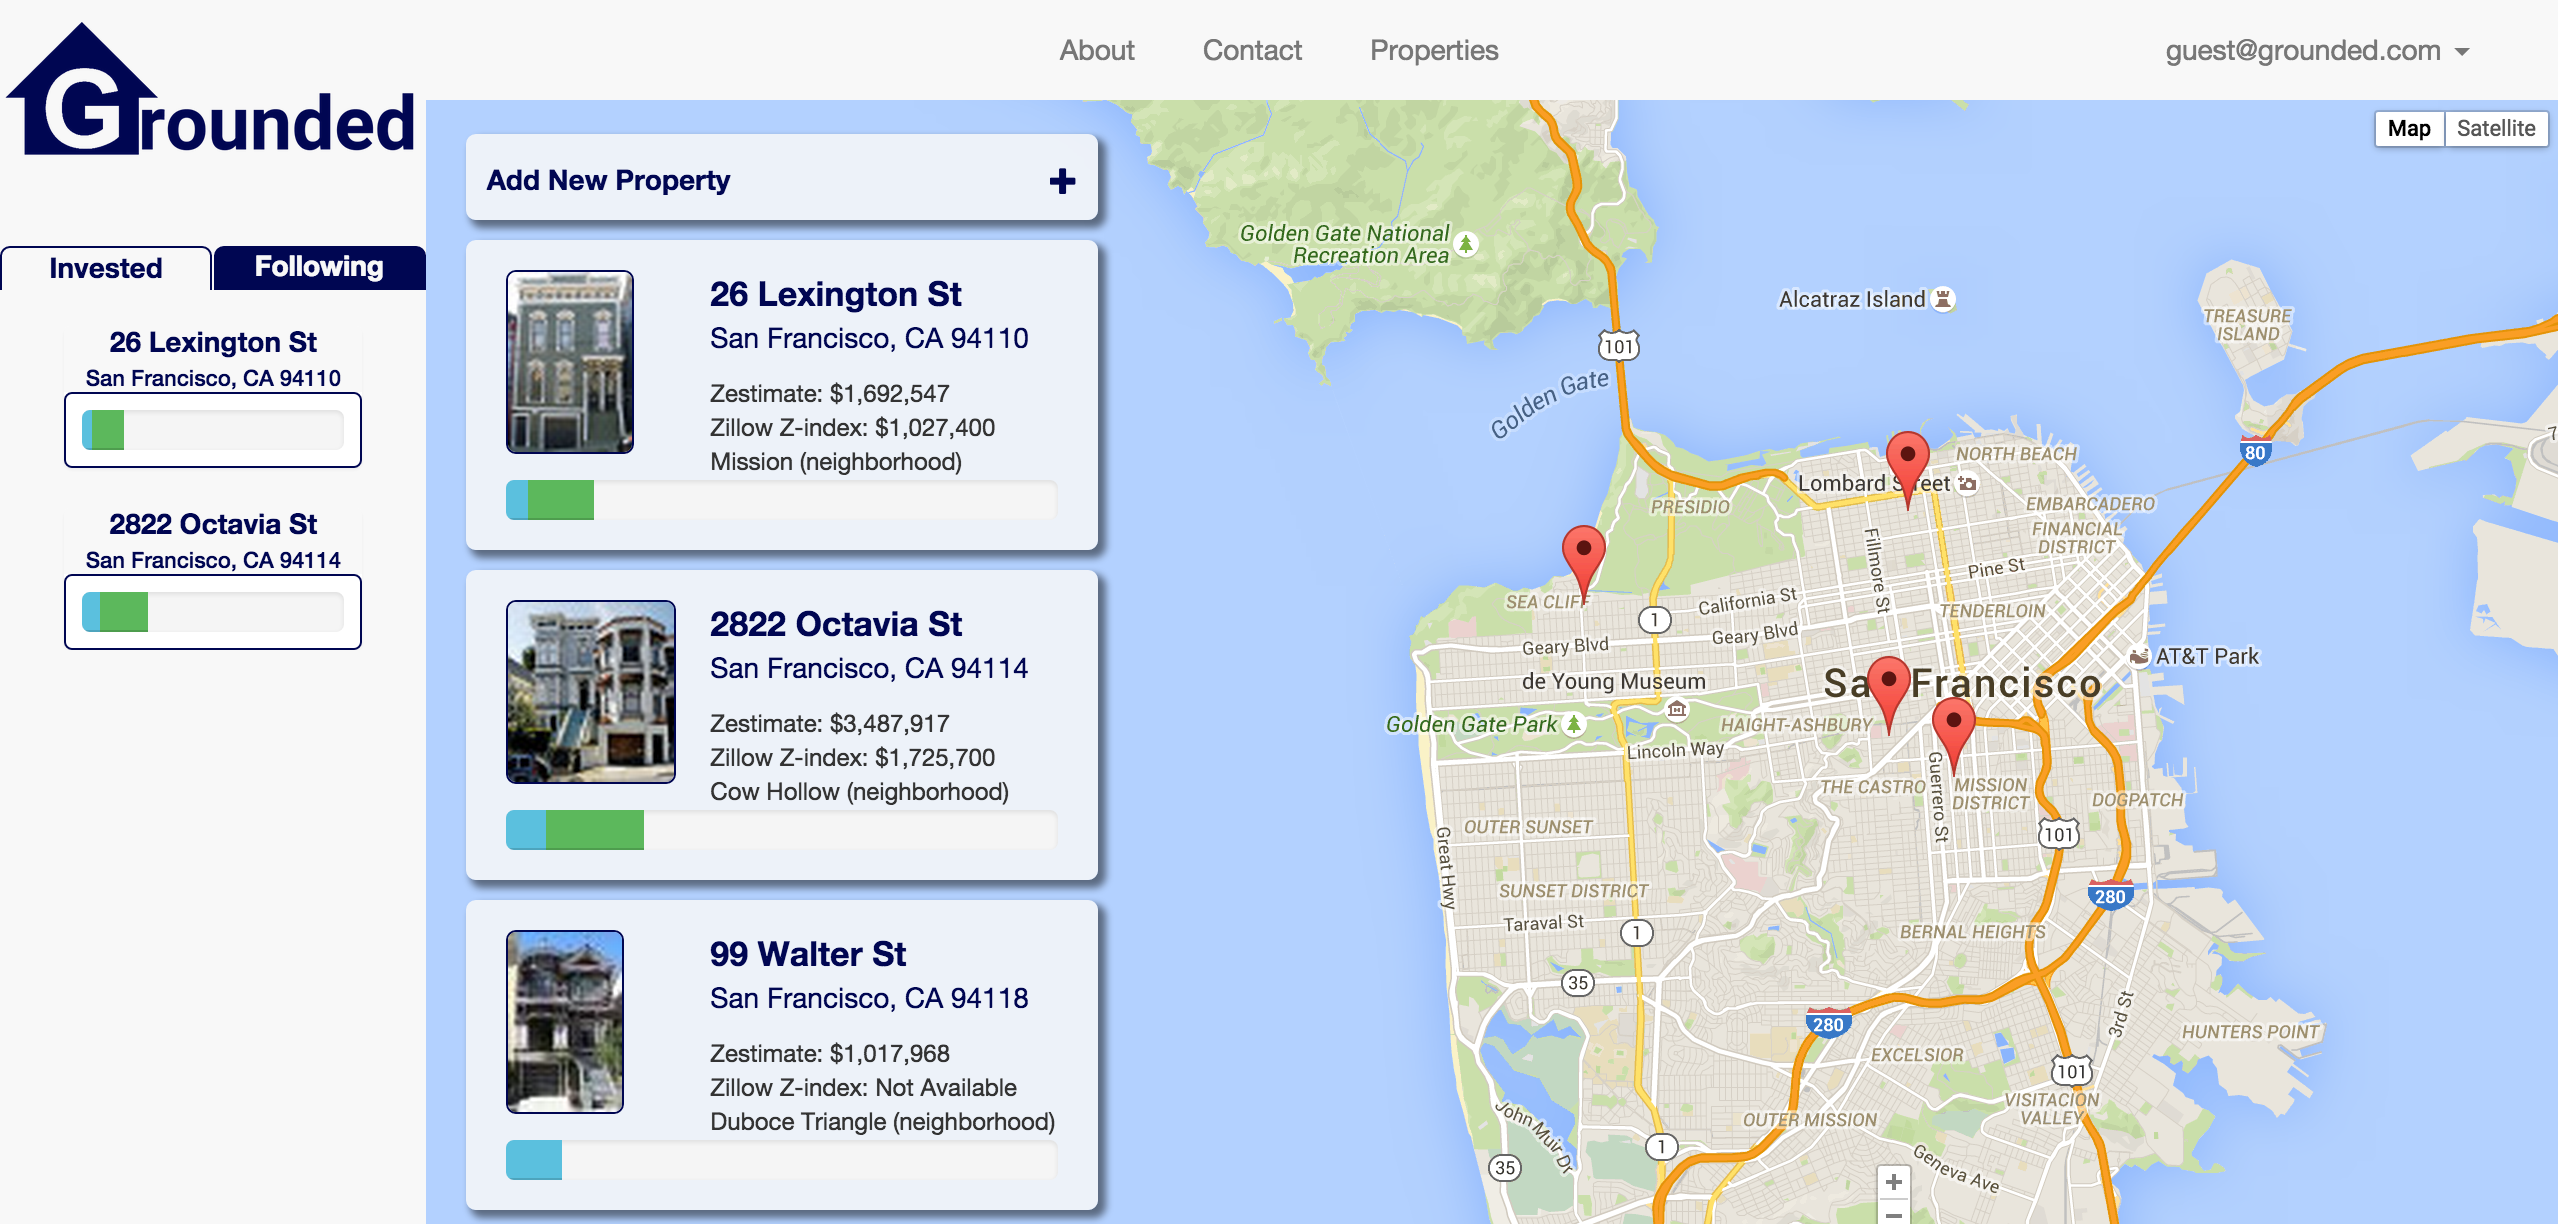 Grounded
About
Contact
Properties
guest@grounded.com
Invested
Following
26 Lexington St
San Francisco, CA 94110
2822 Octavia St
San Francisco, CA 94114
Add New Property
26 Lexington St
San Francisco, CA 94110
Zestimate: $1,692,547
Zillow Z-index: $1,027,400
Mission (neighborhood)
2822 Octavia St
San Francisco, CA 94114
Zestimate: $3,487,917
Zillow Z-index: $1,725,700
Cow Hollow (neighborhood)
99 Walter St
San Francisco, CA 94118
Zestimate: $1,017,968
Zillow Z-index: Not Available
Duboce Triangle (neighborhood)
Map
Satellite
Golden Gate National
Recreation Area
Alcatraz Island
TREASURE
ISLAND
101
Golden Gate
80
NORTH BEACH
Lombard Street
PRESIDIO
EMBARCADERO
FINANCIAL
DISTRICT
Fillmore St
Pine St
SEA CLIFF
California St
1
TENDERLOIN
Geary Blvd
Geary Blvd
AT&T Park
de Young Museum
San Francisco
Golden Gate Park
HAIGHT-ASHBURY
Lincoln Way
Guerrero St
THE CASTRO
MISSION
DISTRICT
DOGPATCH
OUTER SUNSET
Great Hwy
101
SUNSET DISTRICT
280
Taraval St
1
BERNAL HEIGHTS
35
280
3rd St
HUNTERS POINT
EXCELSIOR
101
VISITACION
VALLEY
John Muir Dr
OUTER MISSION
1
35
Geneva Ave